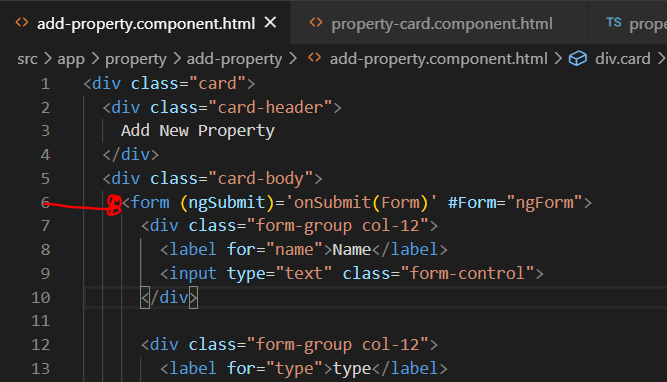 <> add-property.component.html × <> property-card.component.html TS prope
src > app > property > add-property > <> add-property.component.html > div.card >
1 <div class="card">
2 <div class="card-header">
3 Add New Property
4 </div>
5 <div class="card-body">
6 <form (ngSubmit)='onSubmit(Form)' #Form="ngForm">
7 <div class="form-group col-12">
8 <label for="name">Name</label>
9 <input type="text" class="form-control">
10 </div>
11
12 <div class="form-group col-12">
13 <label for="type">type</label>